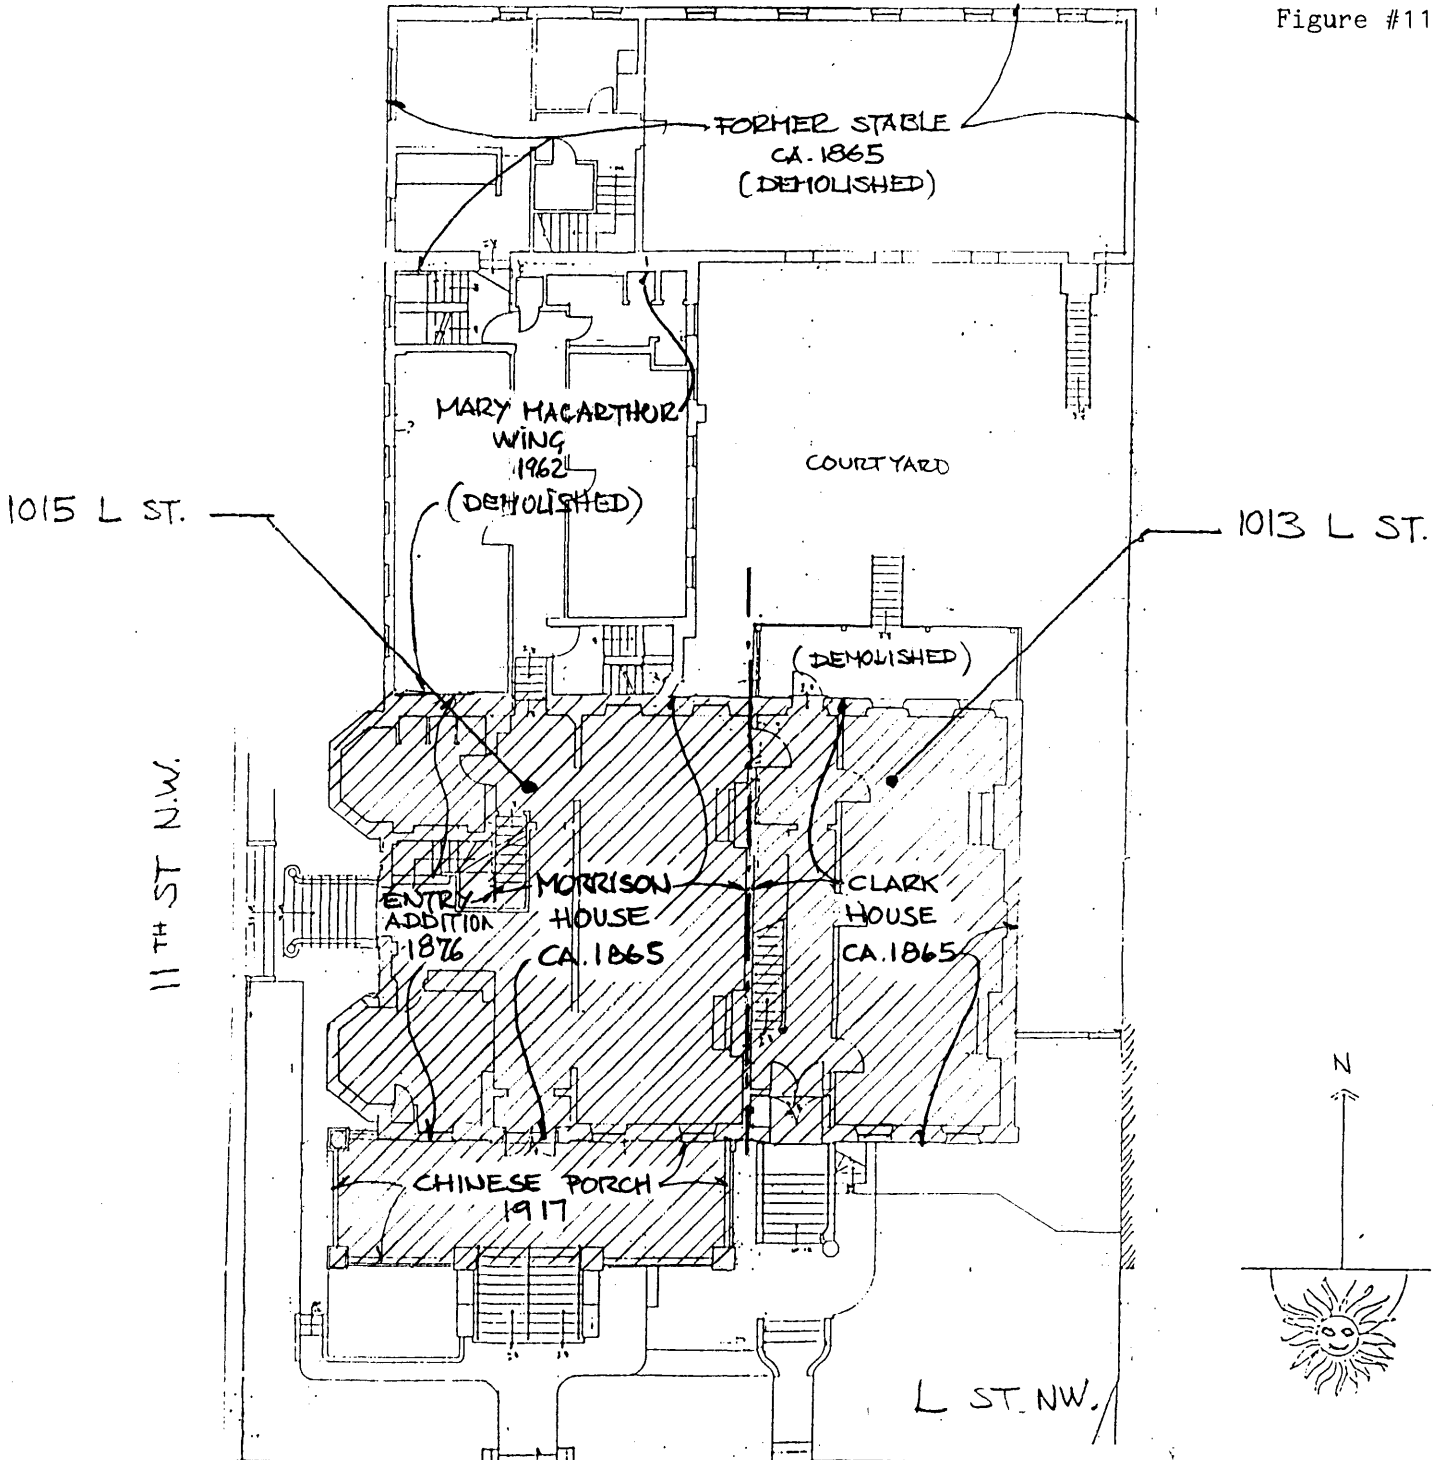 Figure #11
FORMER STABLE
CA. 1865
(DEMOLISHED)
MARY MACARTHUR
WING
1962
(DEMOLISHED)
COURTYARD
1015 L ST.
1013 L ST.
(DEMOLISHED)
11TH ST N.W.
ENTRY
ADDITION
1876
MORRISON
HOUSE
CA. 1865
CLARK
HOUSE
CA. 1865
N
CHINESE PORCH
1917
L ST. NW.